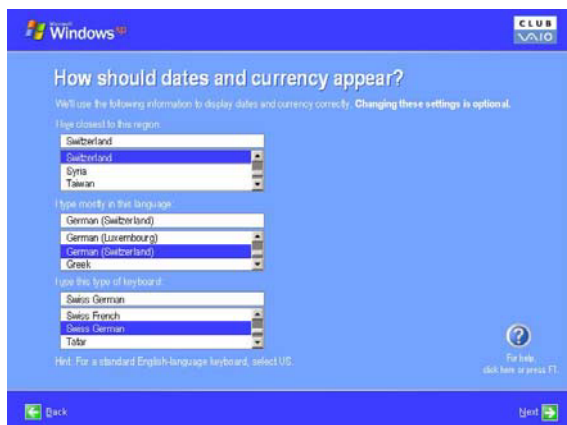 Microsoft
Windows xp
CLUB
VAIO
How should dates and currency appear?
We'll use the following information to display dates and currency correctly. Changing these settings is optional.
I live closest to this region:
Switzerland
Switzerland
Syria
Taiwan
I type mostly in this language:
German (Switzerland)
German (Luxembourg)
German (Switzerland)
Greek
I use this type of keyboard:
Swiss German
Swiss French
Swiss German
Tatar
Hint: For a standard English-language keyboard, select US.
For help,
click here or press F1.
Back
Next